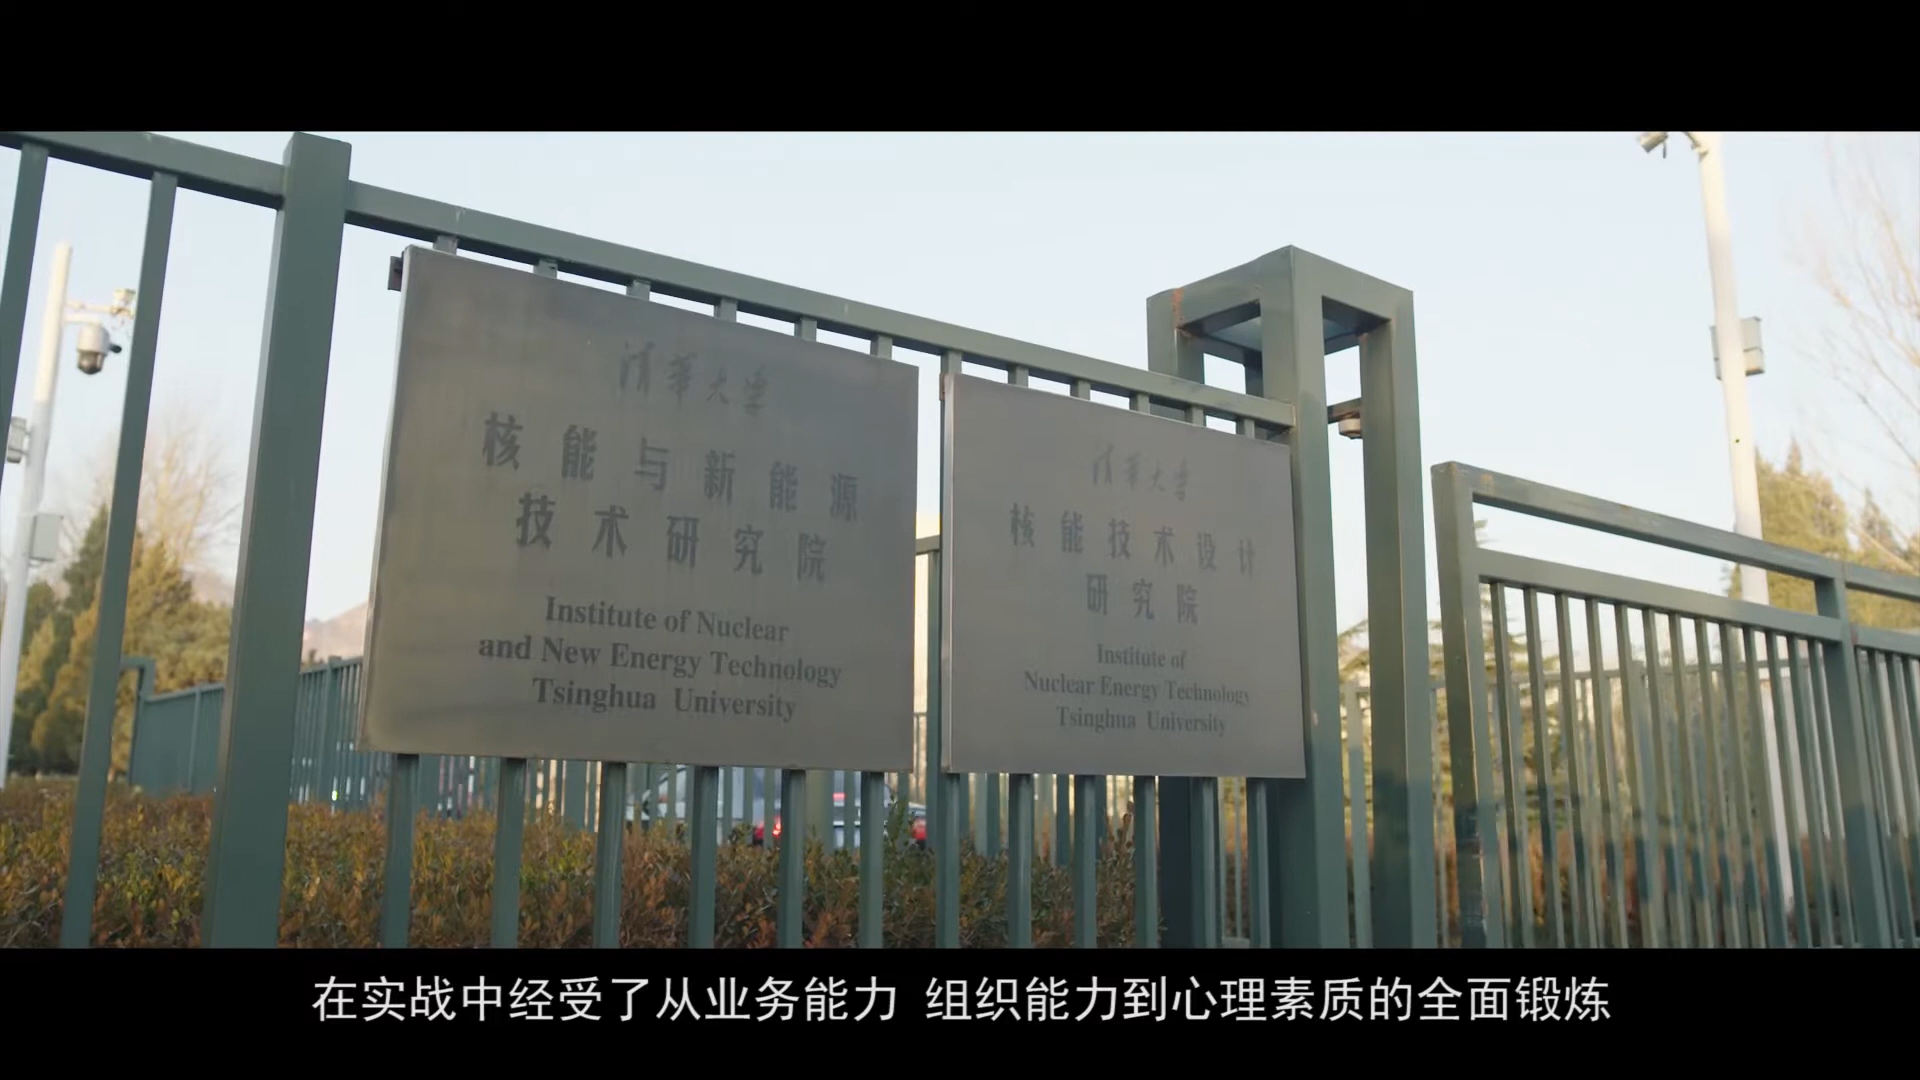 清华大学
核能与新能源
技术研究院
Institute of Nuclear
and New Energy Technology
Tsinghua University
清华大学
核能技术设计
研究院
Institute of
Nuclear Energy Technology
Tsinghua University
在实战中经受了从业务能力 组织能力到心理素质的全面锻炼